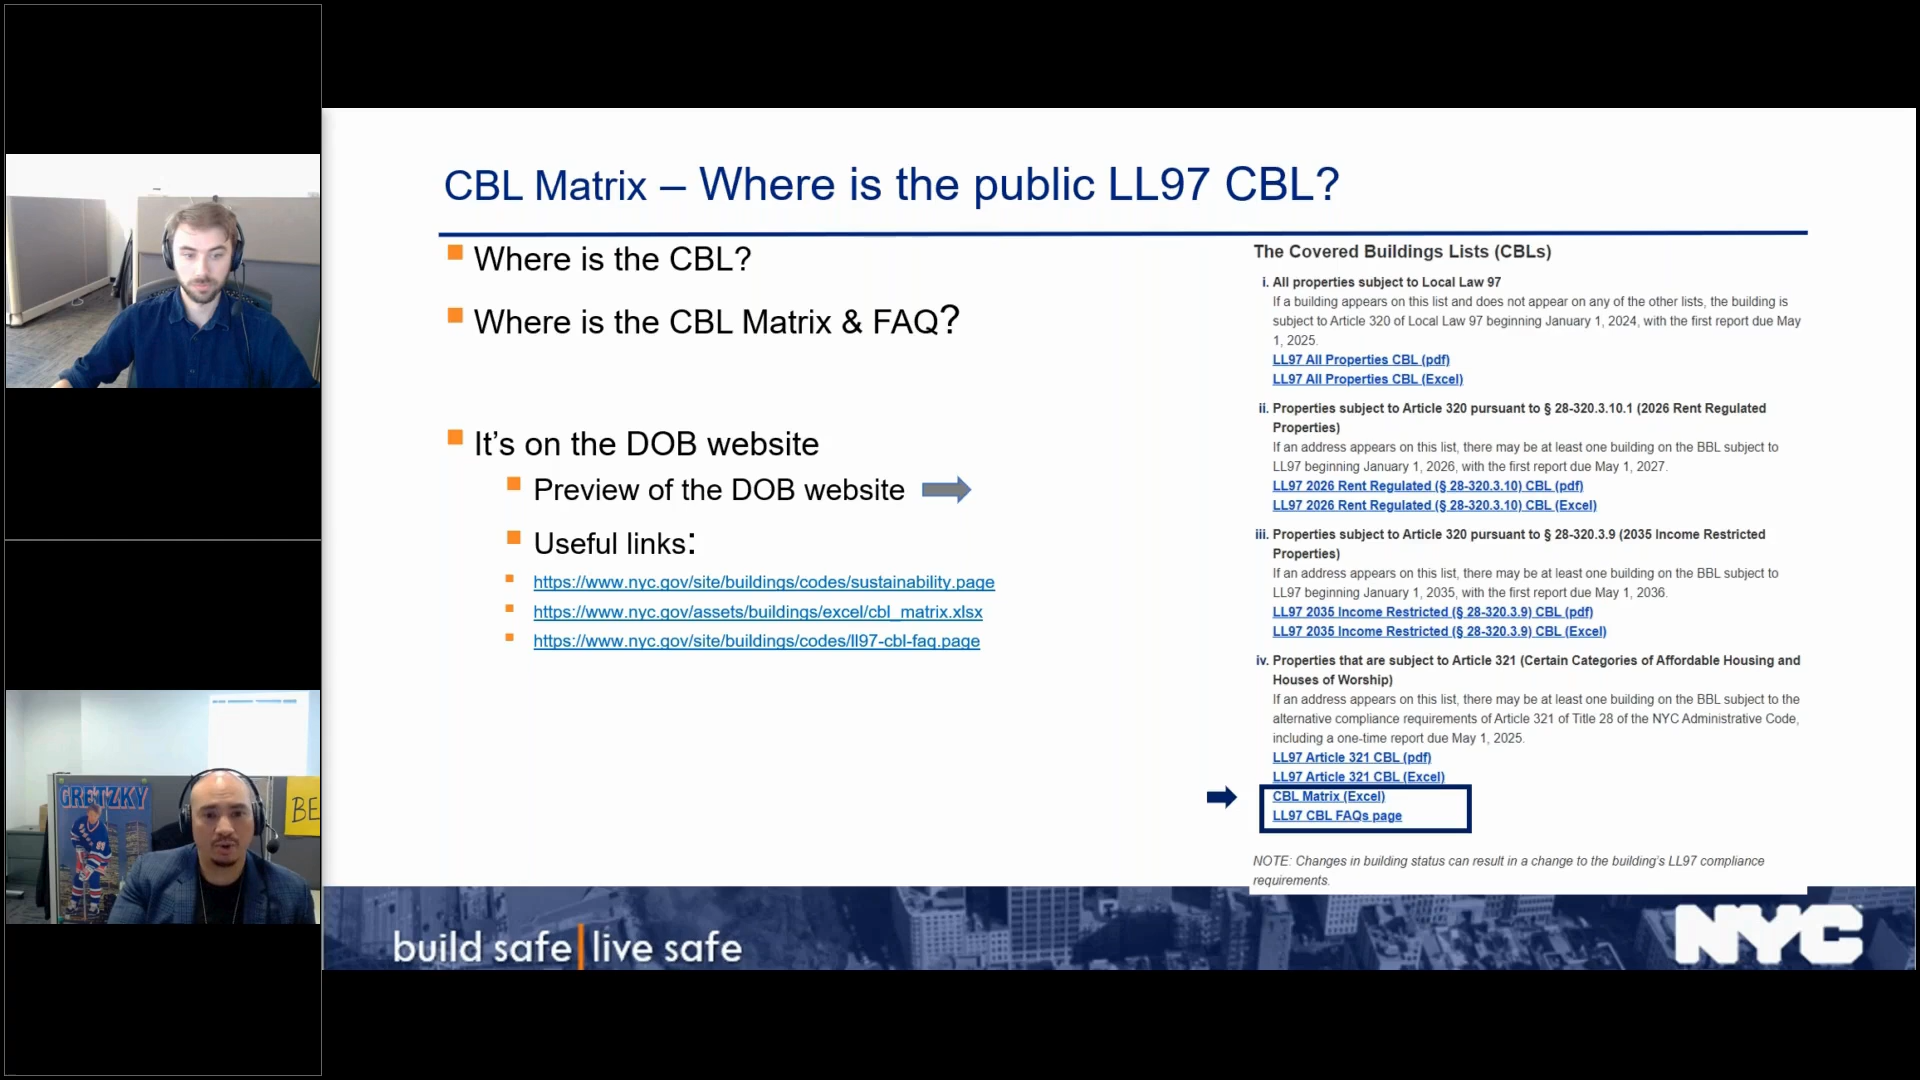 CBL Matrix – Where is the public LL97 CBL?
Where is the CBL?
Where is the CBL Matrix & FAQ?
It's on the DOB website
Preview of the DOB website
Useful links:
https://www.nyc.gov/site/buildings/codes/sustainability.page
https://www.nyc.gov/assets/buildings/excel/cbl_matrix.xlsx
https://www.nyc.gov/site/buildings/codes/ll97-cbl-faq.page
The Covered Buildings Lists (CBLs)
i. All properties subject to Local Law 97
If a building appears on this list and does not appear on any of the other lists, the building is
subject to Article 320 of Local Law 97 beginning January 1, 2024, with the first report due May
1, 2025.
LL97 All Properties CBL (pdf)
LL97 All Properties CBL (Excel)
ii. Properties subject to Article 320 pursuant to § 28-320.3.10.1 (2026 Rent Regulated
Properties)
If an address appears on this list, there may be at least one building on the BBL subject to
LL97 beginning January 1, 2026, with the first report due May 1, 2027.
LL97 2026 Rent Regulated (§ 28-320.3.10) CBL (pdf)
LL97 2026 Rent Regulated (§ 28-320.3.10) CBL (Excel)
iii. Properties subject to Article 320 pursuant to § 28-320.3.9 (2035 Income Restricted
Properties)
If an address appears on this list, there may be at least one building on the BBL subject to
LL97 beginning January 1, 2035, with the first report due May 1, 2036.
LL97 2035 Income Restricted (§ 28-320.3.9) CBL (pdf)
LL97 2035 Income Restricted (§ 28-320.3.9) CBL (Excel)
iv. Properties that are subject to Article 321 (Certain Categories of Affordable Housing and
Houses of Worship)
If an address appears on this list, there may be at least one building on the BBL subject to the
alternative compliance requirements of Article 321 of Title 28 of the NYC Administrative Code,
including a one-time report due May 1, 2025.
LL97 Article 321 CBL (pdf)
LL97 Article 321 CBL (Excel)
CBL Matrix (Excel)
LL97 CBL FAQs page
NOTE: Changes in building status can result in a change to the building's LL97 compliance
requirements.
build safe | live safe
NYC
GRETZKY
BE